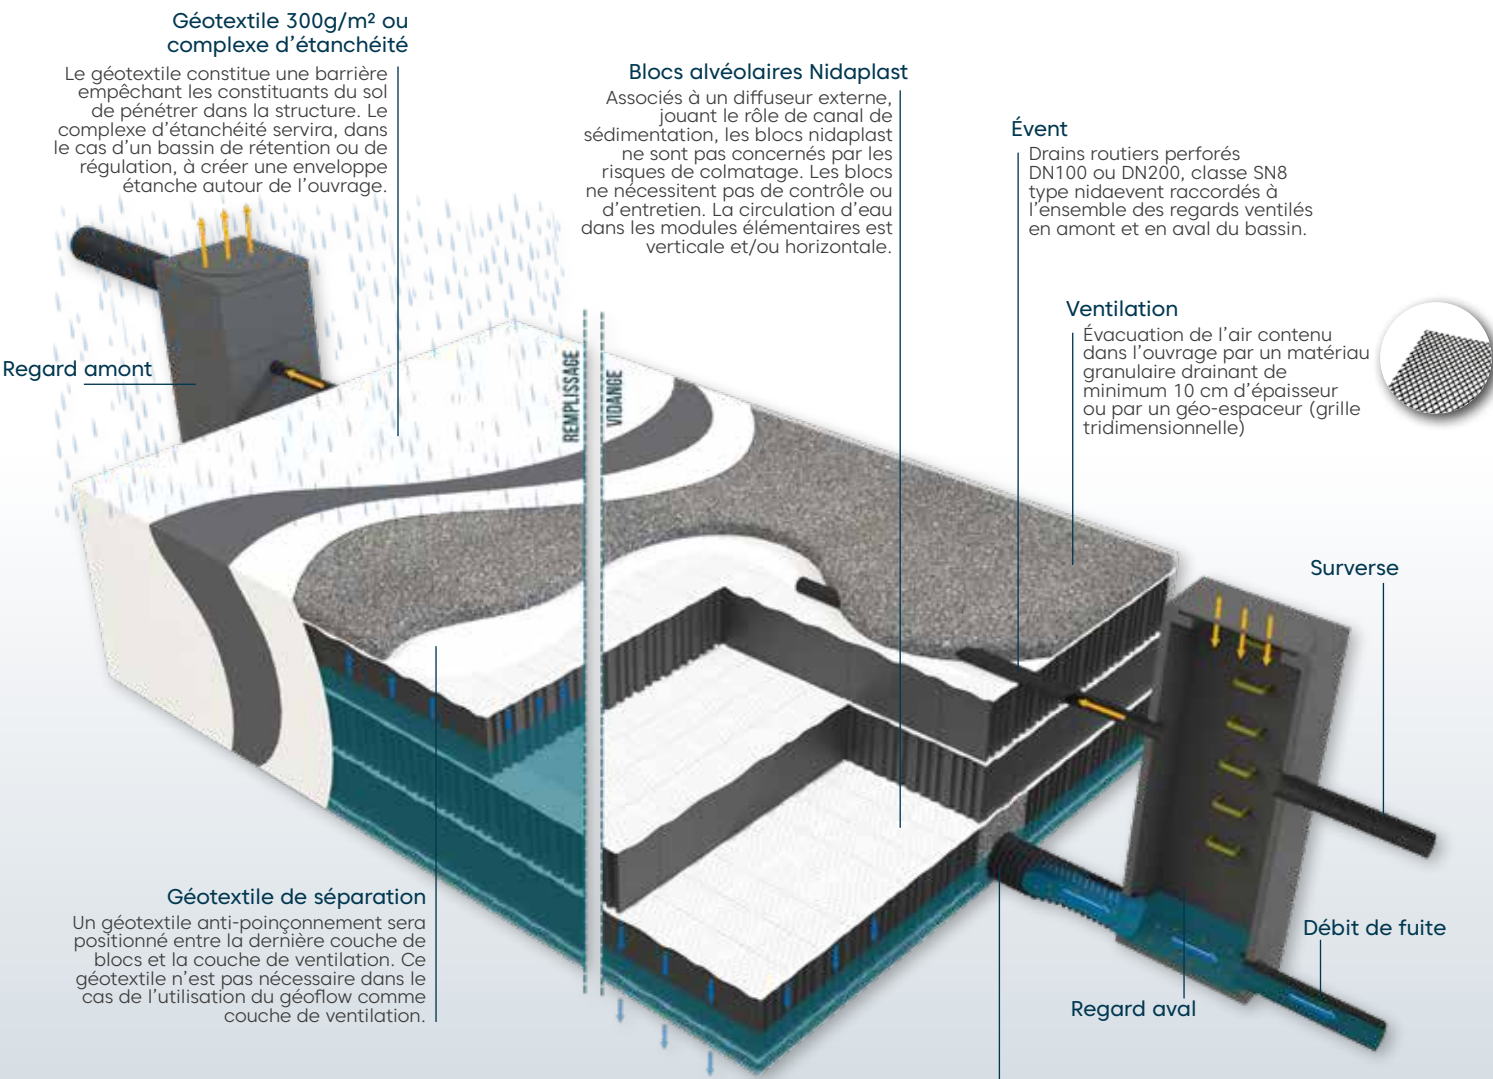 Géotextile 300g/m² ou
complexe d'étanchéité
Le géotextile constitue une barrière
empêchant les constituants du sol
de pénétrer dans la structure. Le
complexe d'étanchéité servira, dans
le cas d'un bassin de rétention ou de
régulation, à créer une enveloppe
étanche autour de l'ouvrage.
Blocs alvéolaires Nidaplast
Associés à un diffuseur externe,
jouant le rôle de canal de
sédimentation, les blocs nidaplast
ne sont pas concernés par les
risques de colmatage. Les blocs
ne nécessitent pas de contrôle ou
d'entretien. La circulation d'eau
dans les modules élémentaires est
verticale et/ou horizontale.
Évent
Drains routiers perforés
DN100 ou DN200, classe SN8
type nidaevent raccordés à
l'ensemble des regards ventilés
en amont et en aval du bassin.
Ventilation
Évacuation de l'air contenu
dans l'ouvrage par un matériau
granulaire drainant de
minimum 10 cm d'épaisseur
ou par un géo-espaceur (grille
tridimensionnelle)
Regard amont
REMPLISSAGE
VIDANGE
Surverse
Géotextile de séparation
Un géotextile anti-poinçonnement sera
positionné entre la dernière couche de
blocs et la couche de ventilation. Ce
géotextile n'est pas nécessaire dans le
cas de l'utilisation du géoflow comme
couche de ventilation.
Débit de fuite
Regard aval